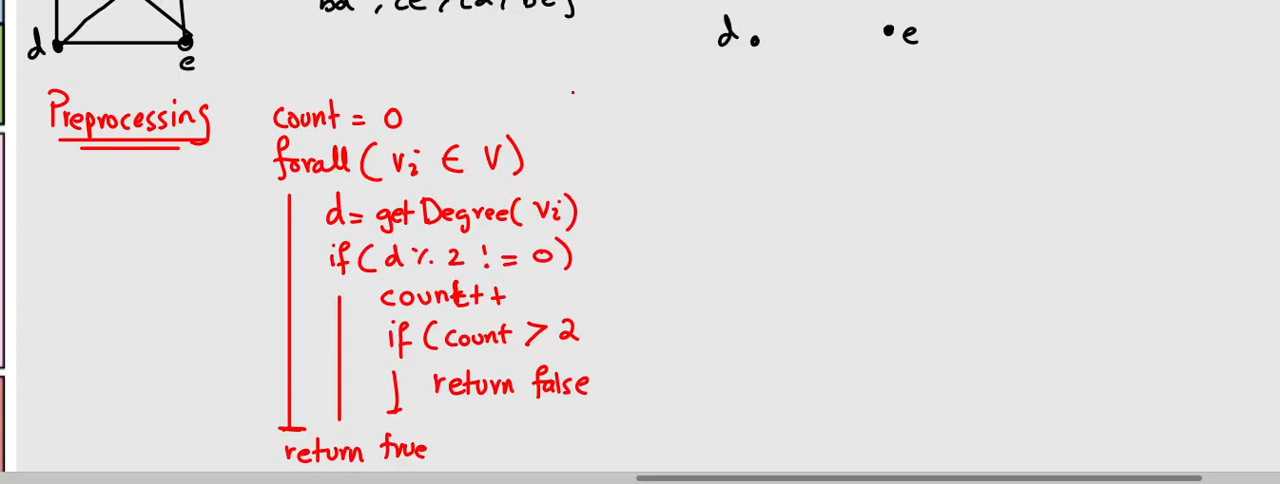 d
e
d
e
Preprocessing
count = 0
forall ( vi ∈ V )
d = getDegree( vi )
if ( d % 2 != 0 )
count++
if ( count > 2
return false
return true